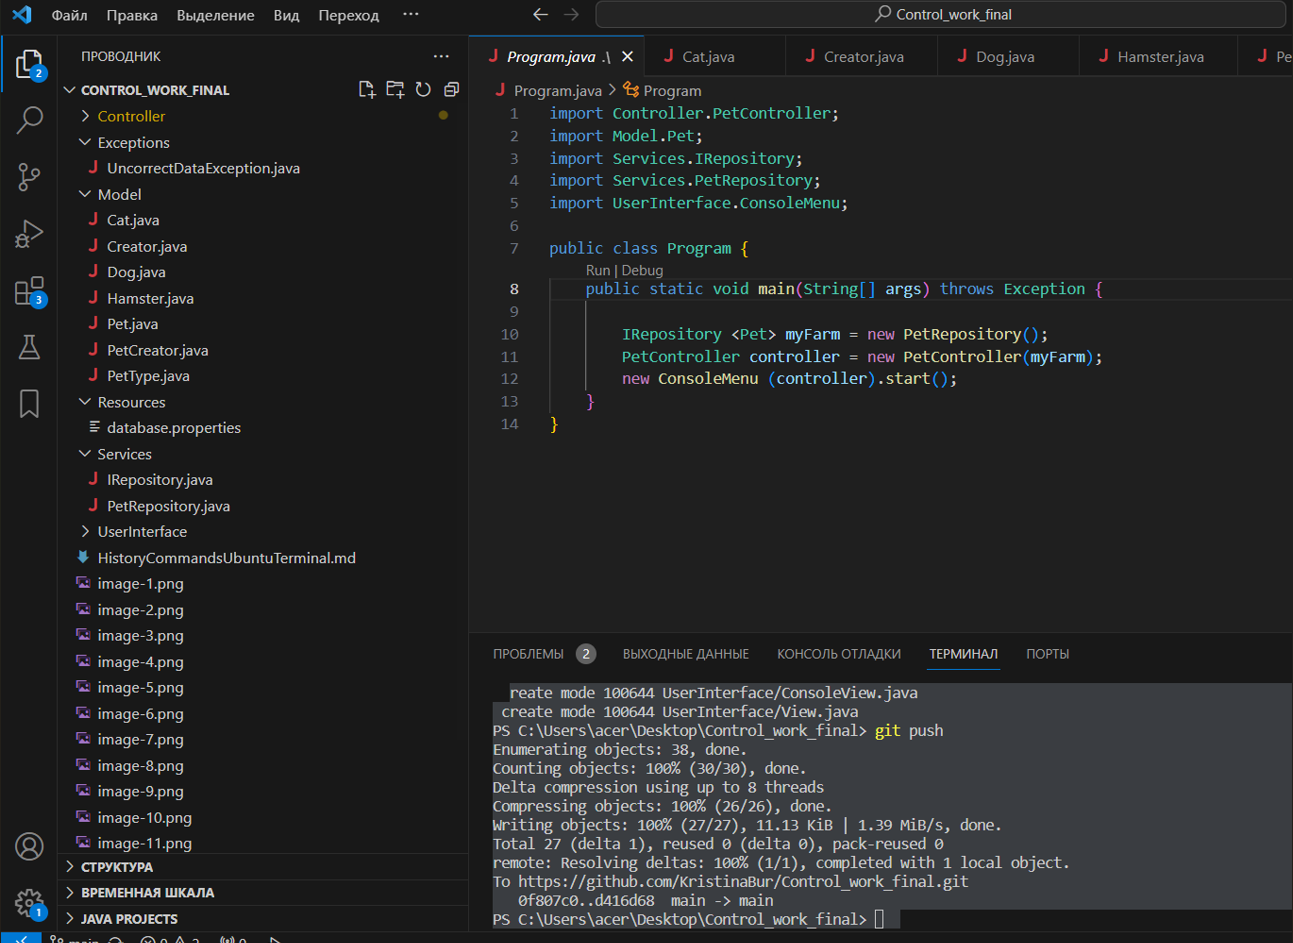 Файл Правка Выделение Вид Переход ··· Control_work_final
ПРОВОДНИК ···
CONTROL_WORK_FINAL
Controller
Exceptions
UncorrectDataException.java
Model
Cat.java
Creator.java
Dog.java
Hamster.java
Pet.java
PetCreator.java
PetType.java
Resources
database.properties
Services
IRepository.java
PetRepository.java
UserInterface
HistoryCommandsUbuntuTerminal.md
image-1.png
image-2.png
image-3.png
image-4.png
image-5.png
image-6.png
image-7.png
image-8.png
image-9.png
image-10.png
image-11.png
СТРУКТУРА
ВРЕМЕННАЯ ШКАЛА
JAVA PROJECTS
2
3
1
Program.java .\ Cat.java Creator.java Dog.java Hamster.java Pe
Program.java > Program
1 import Controller.PetController;
2 import Model.Pet;
3 import Services.IRepository;
4 import Services.PetRepository;
5 import UserInterface.ConsoleMenu;
6
7 public class Program {
Run | Debug
8 public static void main(String[] args) throws Exception {
9
10 IRepository <Pet> myFarm = new PetRepository();
11 PetController controller = new PetController(myFarm);
12 new ConsoleMenu (controller).start();
13 }
14 }
ПРОБЛЕМЫ 2 ВЫХОДНЫЕ ДАННЫЕ КОНСОЛЬ ОТЛАДКИ ТЕРМИНАЛ ПОРТЫ
reate mode 100644 UserInterface/ConsoleView.java
create mode 100644 UserInterface/View.java
PS C:\Users\acer\Desktop\Control_work_final> git push
Enumerating objects: 38, done.
Counting objects: 100% (30/30), done.
Delta compression using up to 8 threads
Compressing objects: 100% (26/26), done.
Writing objects: 100% (27/27), 11.13 KiB | 1.39 MiB/s, done.
Total 27 (delta 1), reused 0 (delta 0), pack-reused 0
remote: Resolving deltas: 100% (1/1), completed with 1 local object.
To https://github.com/KristinaBur/Control_work_final.git
0f807c0..d416d68 main -> main
PS C:\Users\acer\Desktop\Control_work_final>